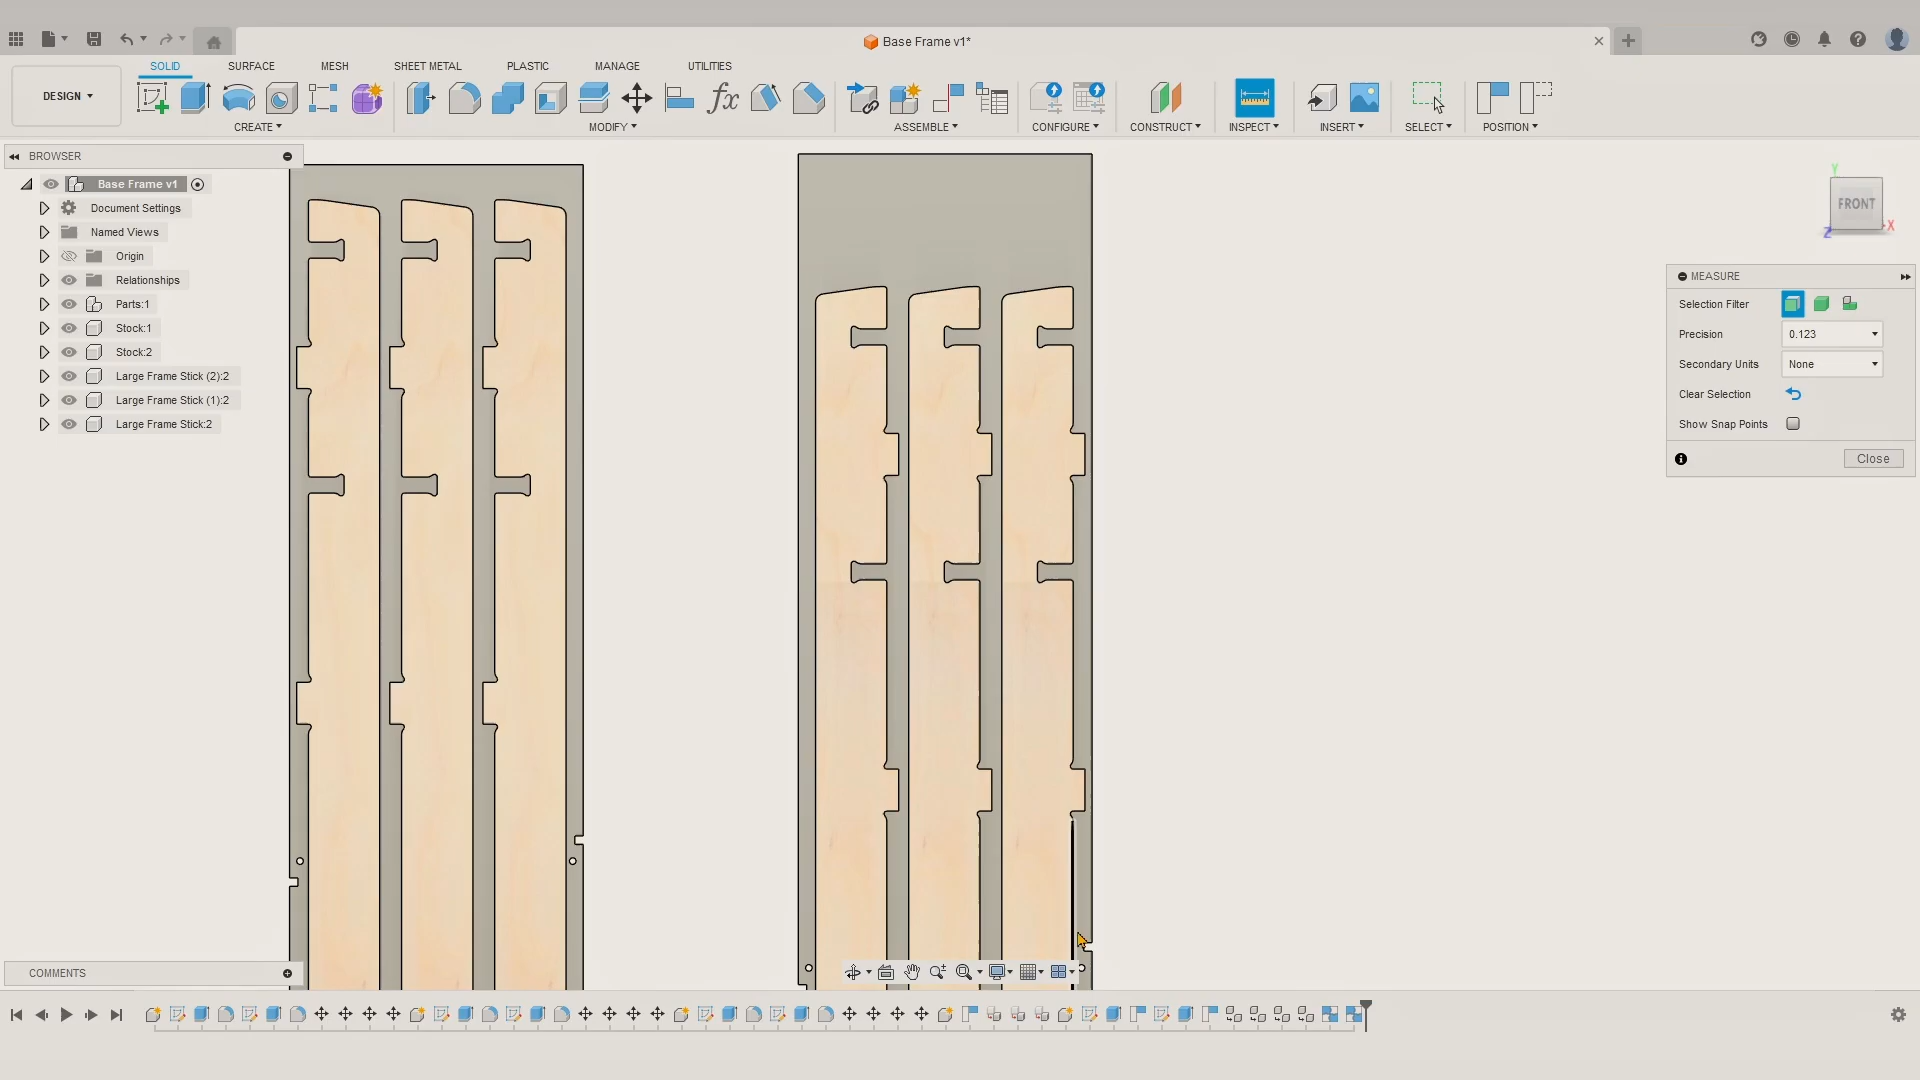 Base Frame v1*
SOLID SURFACE MESH SHEET METAL PLASTIC MANAGE UTILITIES
DESIGN
fx
CREATE MODIFY ASSEMBLE CONFIGURE CONSTRUCT INSPECT INSERT SELECT POSITION
BROWSER
Base Frame v1
Document Settings
Named Views
Origin
Relationships
Parts:1
Stock:1
Stock:2
Large Frame Stick (2):2
Large Frame Stick (1):2
Large Frame Stick:2
Y
FRONT
X
Z
MEASURE
Selection Filter
Precision 0.123
Secondary Units None
Clear Selection
Show Snap Points
Close
COMMENTS